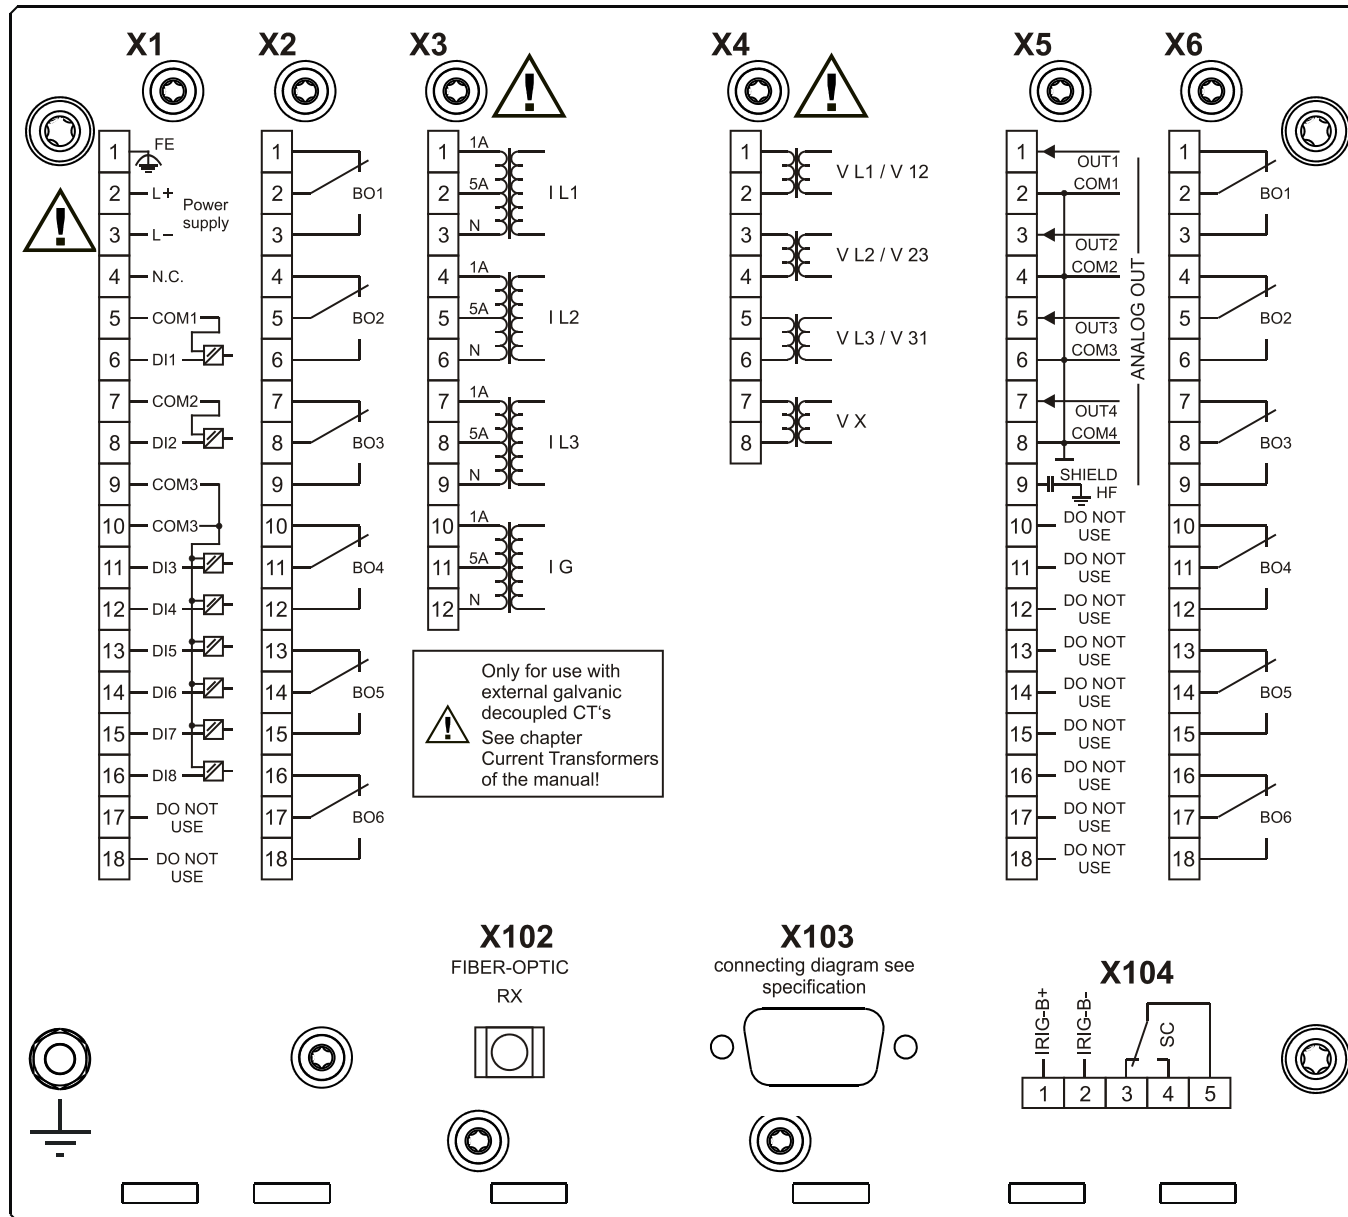 X1
X2
X3
X4
X5
X6
1 FE
2 L+
Power
supply
3 L−
4 N.C.
5 COM1
6 DI1
7 COM2
8 DI2
9 COM3
10 COM3
11 DI3
12 DI4
13 DI5
14 DI6
15 DI7
16 DI8
17 DO NOT
USE
18 DO NOT
USE
1
2 BO1
3
4
5 BO2
6
7
8 BO3
9
10
11 BO4
12
13
14 BO5
15
16
17 BO6
18
1 1A
2 5A I L1
3 N
4 1A
5 5A I L2
6 N
7 1A
8 5A I L3
9 N
10 1A
11 5A I G
12 N
Only for use with
external galvanic
decoupled CT‘s
See chapter
Current Transformers
of the manual!
1
V L1 / V 12
2
3
V L2 / V 23
4
5
V L3 / V 31
6
7
V X
8
1 OUT1
2 COM1
3 OUT2
4 COM2
5 OUT3
6 COM3
7 OUT4
8 COM4
ANALOG OUT
9 SHIELD
HF
10 DO NOT
USE
11 DO NOT
USE
12 DO NOT
USE
13 DO NOT
USE
14 DO NOT
USE
15 DO NOT
USE
16 DO NOT
USE
17 DO NOT
USE
18 DO NOT
USE
1
2 BO1
3
4
5 BO2
6
7
8 BO3
9
10
11 BO4
12
13
14 BO5
15
16
17 BO6
18
X102
FIBER-OPTIC
RX
X103
connecting diagram see
specification
X104
IRIG-B+
IRIG-B-
SC
1 2 3 4 5